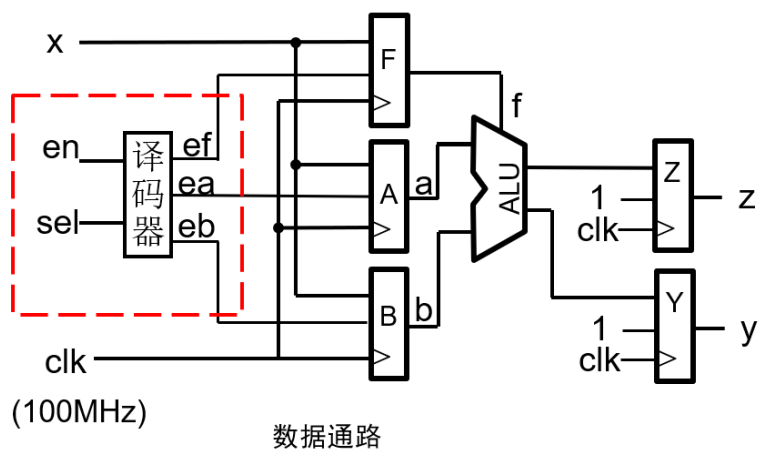 x
F
f
en
译码器
ef
sel
ea
eb
A
a
B
b
ALU
Z
1
clk
z
Y
1
clk
y
clk
(100MHz)
数据通路